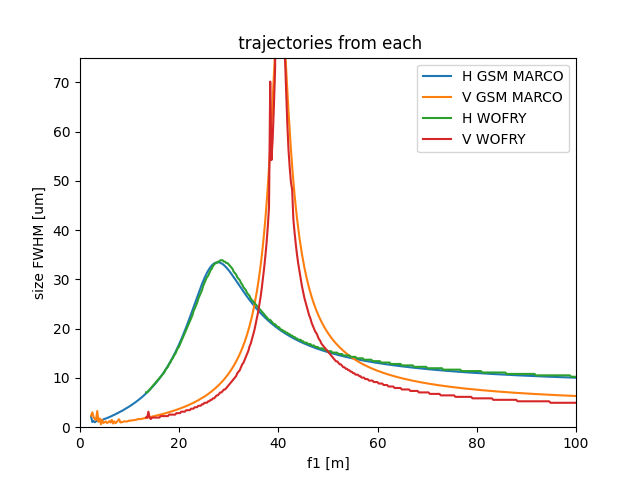 trajectories from each
H GSM MARCO
V GSM MARCO
H WOFRY
V WOFRY
size FWHM [um]
70
60
50
40
30
20
10
0
0 20 40 60 80 100
f1 [m]